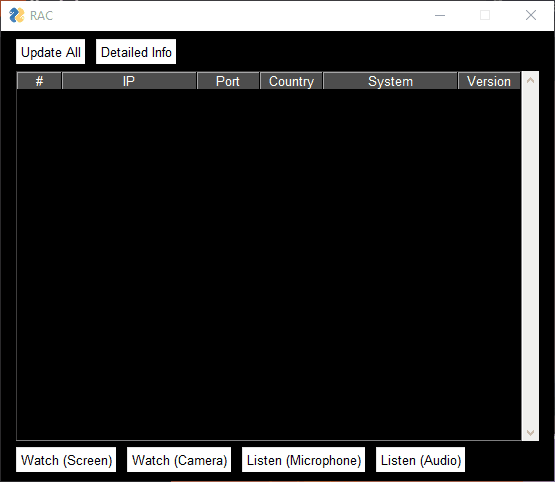 RAC
Update All Detailed Info
# IP Port Country System Version
Watch (Screen) Watch (Camera) Listen (Microphone) Listen (Audio)